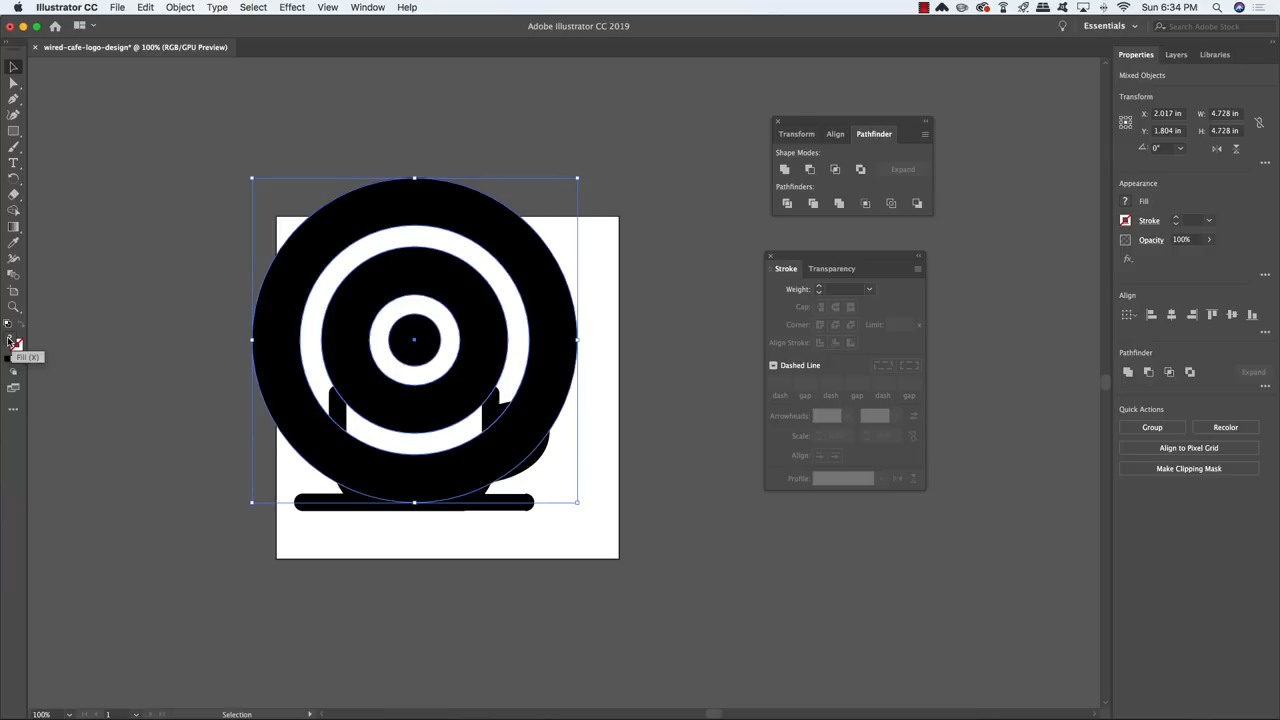 Illustrator CC File Edit Object Type Select Effect View Window Help
Sun 6:34 PM
Adobe Illustrator CC 2019
Essentials
Search Adobe Stock
× wired-cafe-logo-design* @ 100% (RGB/GPU Preview)
Properties Layers Libraries
Mixed Objects
Transform
X: 2.017 in W: 4.728 in
Y: 1.804 in H: 4.728 in
0°
Appearance
? Fill
Stroke
Opacity 100%
fx.
Align
Pathfinder
Expand
Quick Actions
Group Recolor
Align to Pixel Grid
Make Clipping Mask
Transform Align Pathfinder
Shape Modes:
Expand
Pathfinders:
Stroke Transparency
Weight:
Cap:
Corner: Limit: x
Align Stroke:
Dashed Line
dash gap dash gap dash gap
Arrowheads:
Scale:
Align:
Profile:
Fill (X)
100% 1 Selection